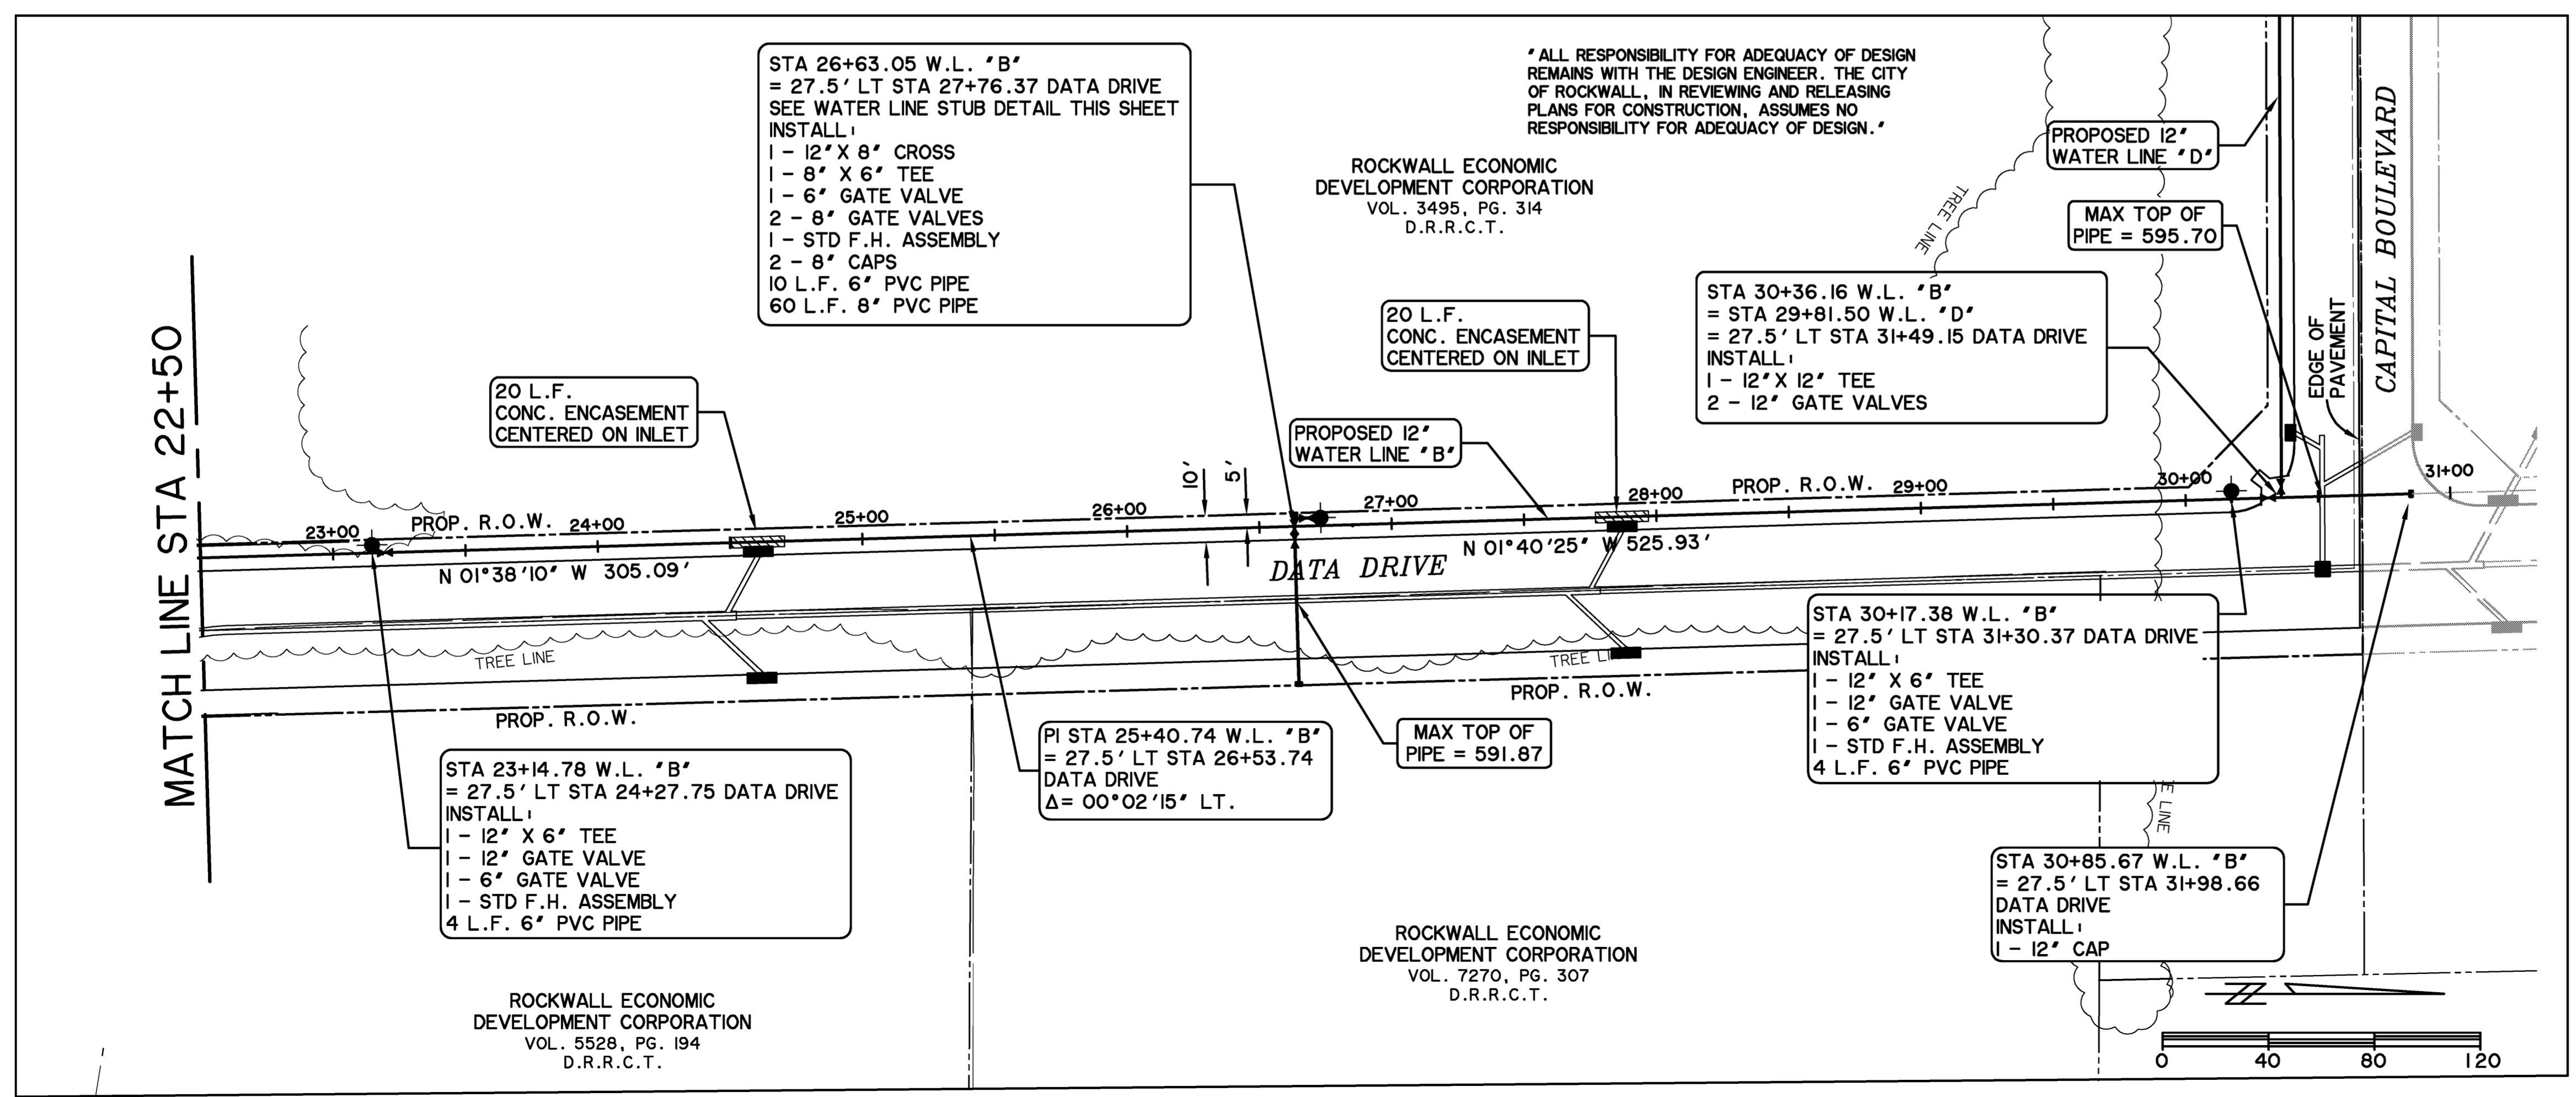 STA 26+63.05 W.L. "B"
= 27.5' LT STA 27+76.37 DATA DRIVE
SEE WATER LINE STUB DETAIL THIS SHEET
INSTALL:
1 - 12" X 8" CROSS
1 - 8" X 6" TEE
1 - 6" GATE VALVE
2 - 8" GATE VALVES
1 - STD F.H. ASSEMBLY
2 - 8" CAPS
10 L.F. 6" PVC PIPE
60 L.F. 8" PVC PIPE
"ALL RESPONSIBILITY FOR ADEQUACY OF DESIGN
REMAINS WITH THE DESIGN ENGINEER. THE CITY
OF ROCKWALL, IN REVIEWING AND RELEASING
PLANS FOR CONSTRUCTION, ASSUMES NO
RESPONSIBILITY FOR ADEQUACY OF DESIGN."
ROCKWALL ECONOMIC
DEVELOPMENT CORPORATION
VOL. 3495, PG. 314
D.R.R.C.T.
TREE LINE
PROPOSED 12"
WATER LINE "D"
MAX TOP OF
PIPE = 595.70
CAPITAL BOULEVARD
EDGE OF
PAVEMENT
STA 30+36.16 W.L. "B"
= STA 29+81.50 W.L. "D"
= 27.5' LT STA 31+49.15 DATA DRIVE
INSTALL:
1 - 12" X 12" TEE
2 - 12" GATE VALVES
20 L.F.
CONC. ENCASEMENT
CENTERED ON INLET
20 L.F.
CONC. ENCASEMENT
CENTERED ON INLET
PROPOSED 12"
WATER LINE "B"
MATCH LINE STA 22+50
10'
5'
23+00
PROP. R.O.W.
24+00
25+00
26+00
27+00
28+00
PROP. R.O.W.
29+00
30+00
31+00
N 01°38'10" W 305.09'
DATA DRIVE
N 01°40'25" W 525.93'
TREE LINE
TREE LI
PROP. R.O.W.
PROP. R.O.W.
STA 23+14.78 W.L. "B"
= 27.5' LT STA 24+27.75 DATA DRIVE
INSTALL:
1 - 12" X 6" TEE
1 - 12" GATE VALVE
1 - 6" GATE VALVE
1 - STD F.H. ASSEMBLY
4 L.F. 6" PVC PIPE
PI STA 25+40.74 W.L. "B"
= 27.5' LT STA 26+53.74
DATA DRIVE
Δ= 00°02'15" LT.
MAX TOP OF
PIPE = 591.87
STA 30+17.38 W.L. "B"
= 27.5' LT STA 31+30.37 DATA DRIVE
INSTALL:
1 - 12" X 6" TEE
1 - 12" GATE VALVE
1 - 6" GATE VALVE
1 - STD F.H. ASSEMBLY
4 L.F. 6" PVC PIPE
E LINE
STA 30+85.67 W.L. "B"
= 27.5' LT STA 31+98.66
DATA DRIVE
INSTALL:
1 - 12" CAP
ROCKWALL ECONOMIC
DEVELOPMENT CORPORATION
VOL. 5528, PG. 194
D.R.R.C.T.
ROCKWALL ECONOMIC
DEVELOPMENT CORPORATION
VOL. 7270, PG. 307
D.R.R.C.T.
Z
0 40 80 120